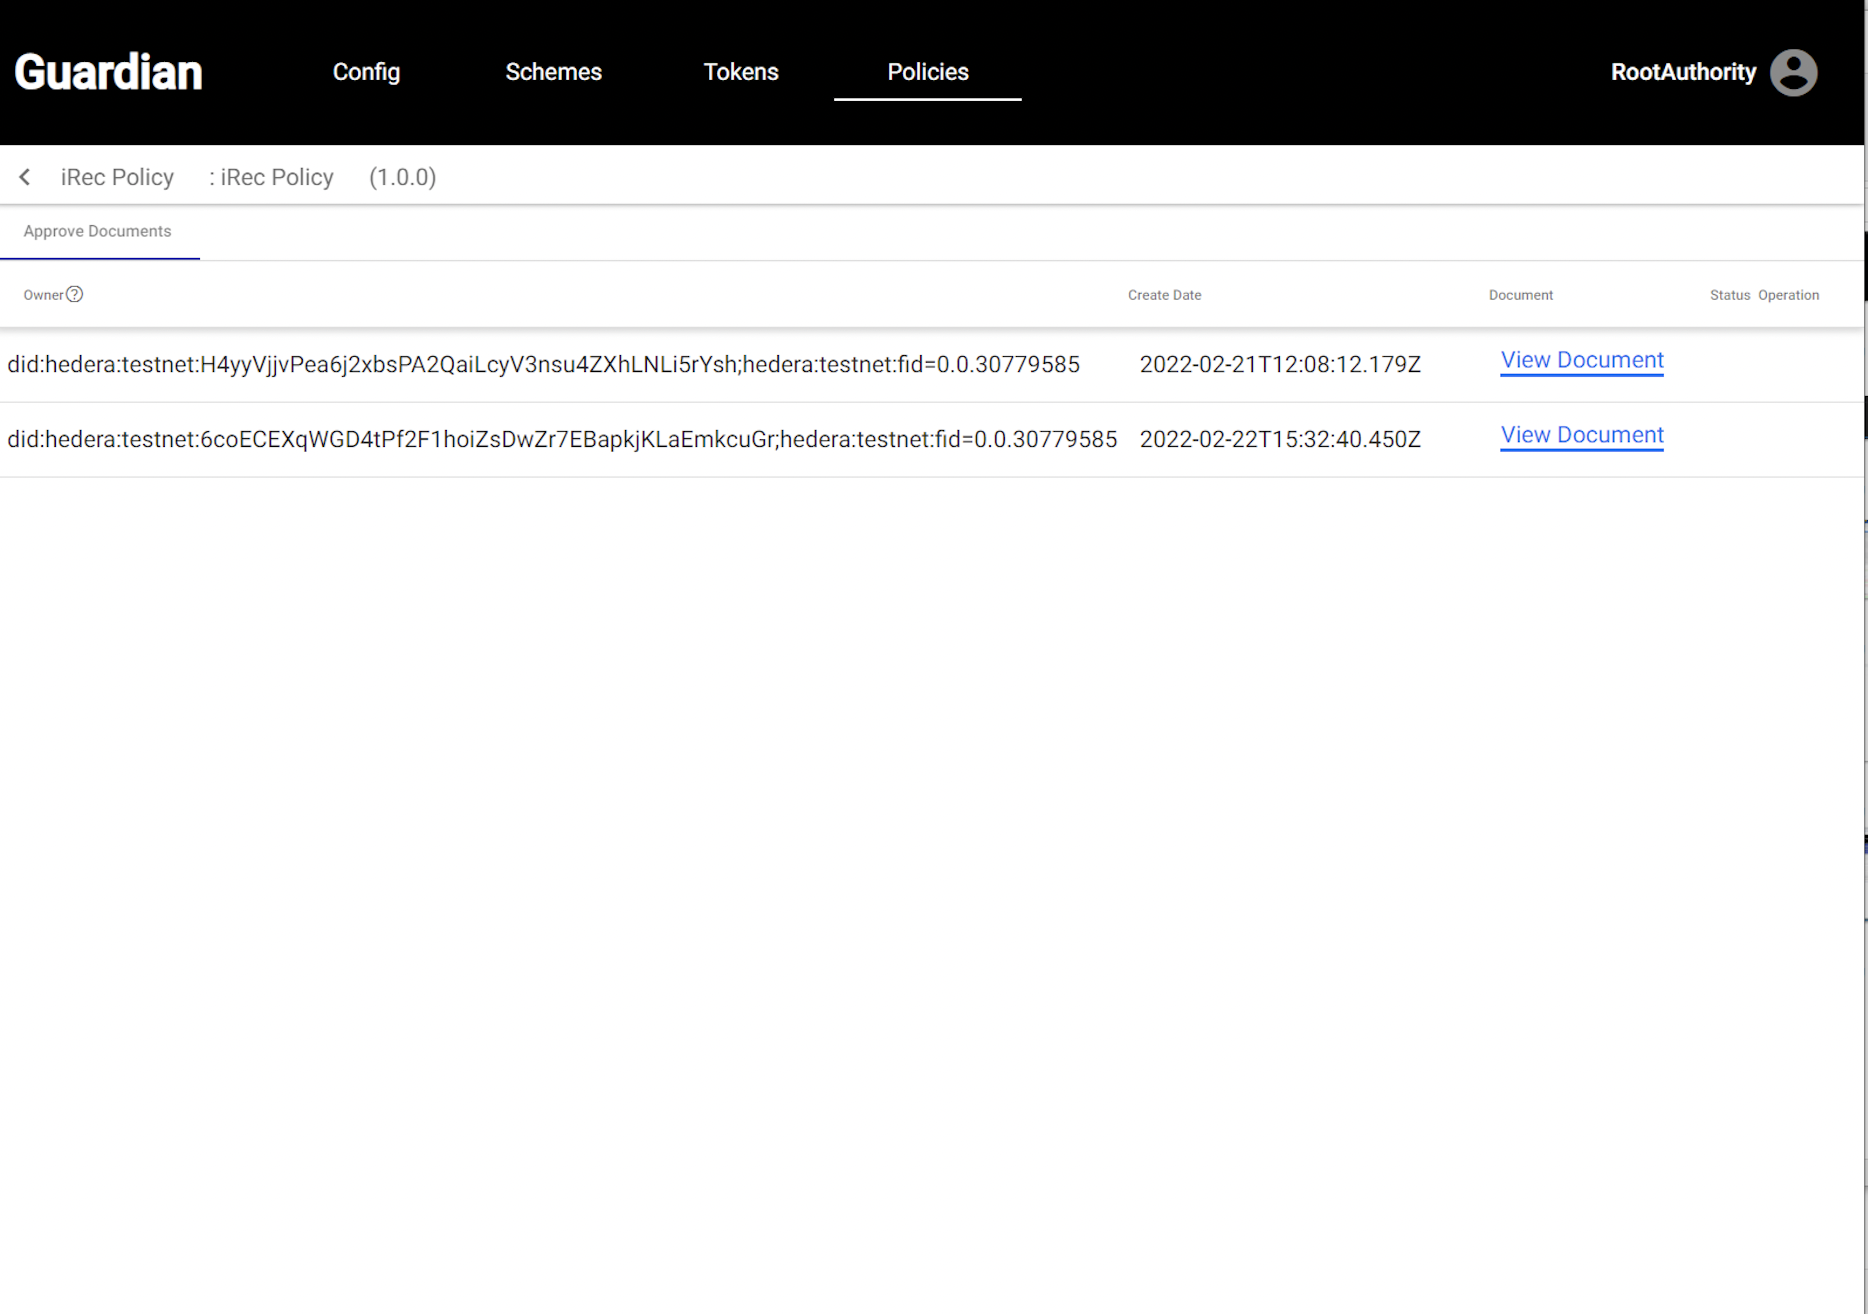 Guardian Config Schemes Tokens Policies RootAuthority
iRec Policy : iRec Policy (1.0.0)
Approve Documents
Owner Create Date Document Status Operation
did:hedera:testnet:H4yyVjjvPea6j2xbsPA2QaiLcyV3nsu4ZXhLNLi5rYsh;hedera:testnet:fid=0.0.30779585 2022-02-21T12:08:12.179Z View Document
did:hedera:testnet:6coECEXqWGD4tPf2F1hoiZsDwZr7EBapkjKLaEmkcuGr;hedera:testnet:fid=0.0.30779585 2022-02-22T15:32:40.450Z View Document